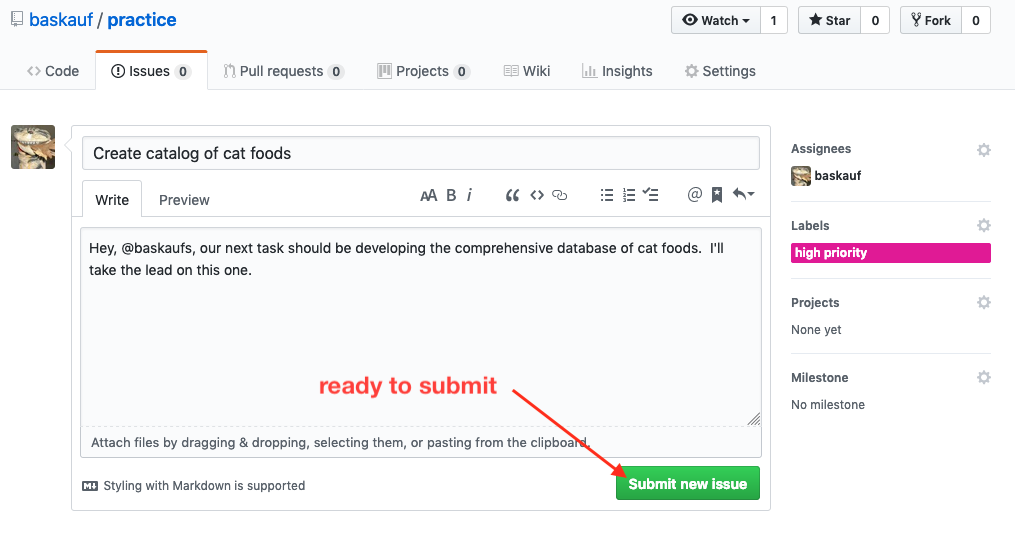 baskauf / practice
Watch 1 Star 0 Fork 0
Code Issues 0 Pull requests 0 Projects 0 Wiki Insights Settings
Create catalog of cat foods
Write Preview
AA B i
Hey, @baskaufs, our next task should be developing the comprehensive database of cat foods. I'll
take the lead on this one.
ready to submit
Attach files by dragging & dropping, selecting them, or pasting from the clipboard.
Styling with Markdown is supported
Submit new issue
Assignees
baskauf
Labels
high priority
Projects
None yet
Milestone
No milestone